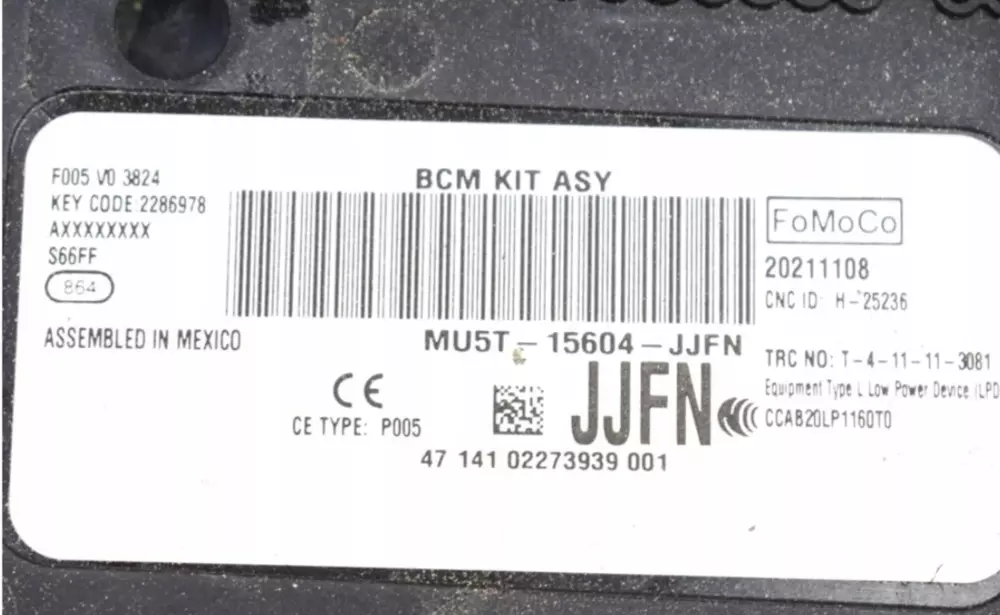 F005 V0 3824
KEY CODE 2286978
AXXXXXXXX
S66FF
864
ASSEMBLED IN MEXICO
BCM KIT ASY
MU5T-15604-JJFN
CE
CE TYPE: P005
JJFN
47 141 02273939 001
FoMoCo
20211108
CNC ID: H-25236
TRC NO: T-4-11-11-3081
Equipment Type L Low Power Device (LPD
CCAB20LP1160T0